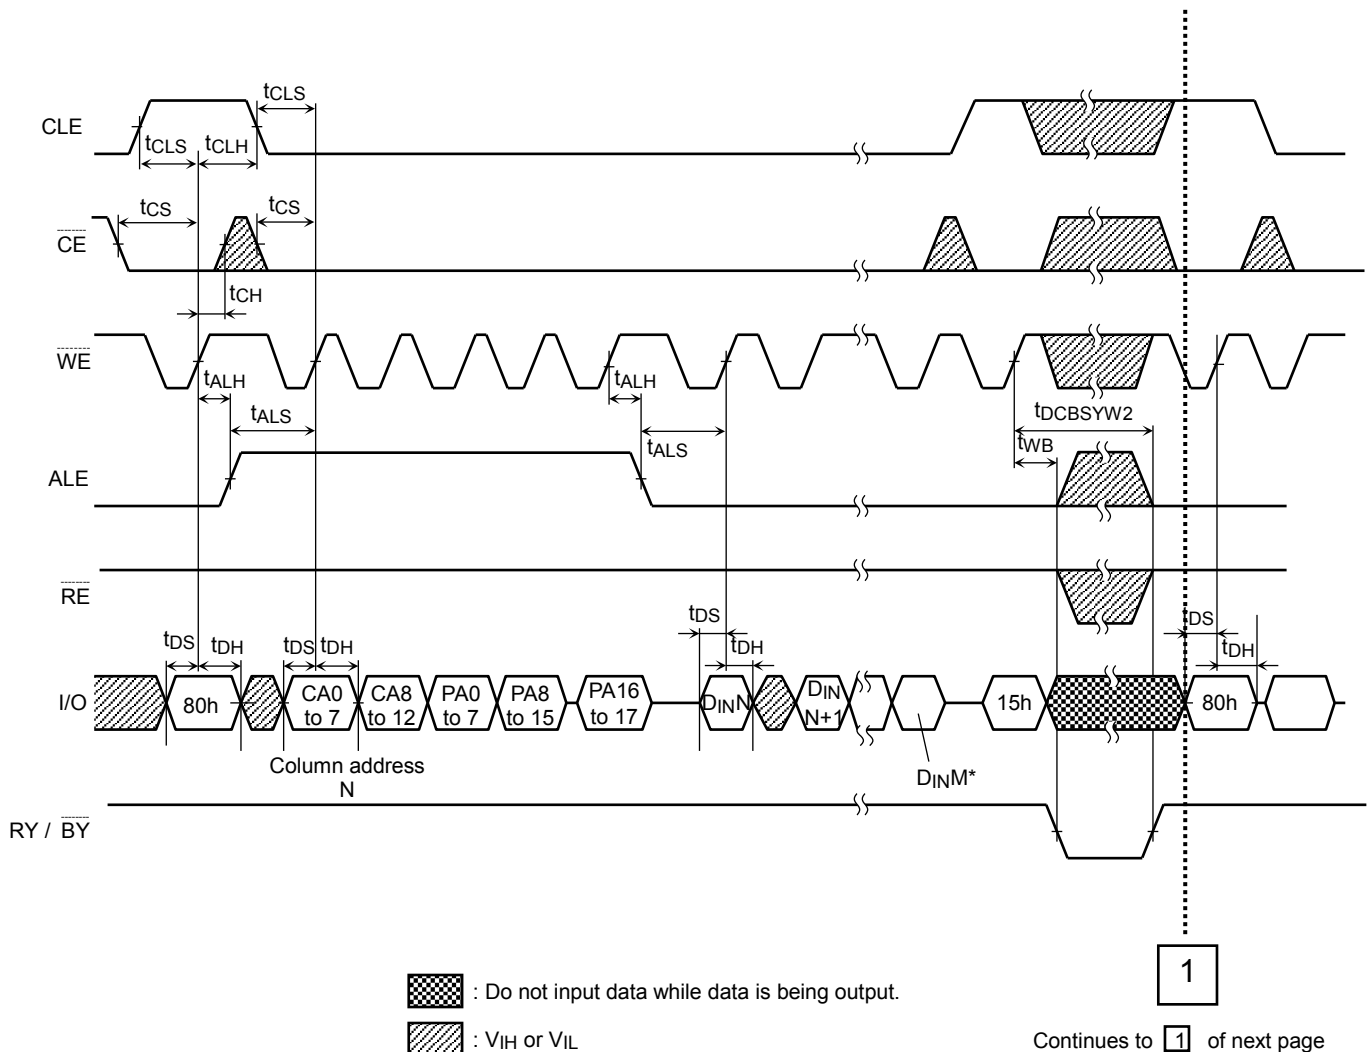 CLE
tCLS
tCLS
tCLH
CE
tCS
tCS
tCH
WE
tALH
tALS
tALH
tALS
tDCBSYW2
tWB
ALE
RE
tDS
tDH
tDS
tDH
tDS
tDH
tDS
tDH
I/O
80h
CA0
to 7
CA8
to 12
PA0
to 7
PA8
to 15
PA16
to 17
DINN
DIN
N+1
15h
80h
DINM*
Column address
N
RY / BY
1
: Do not input data while data is being output.
: VIH or VIL
Continues to 1 of next page